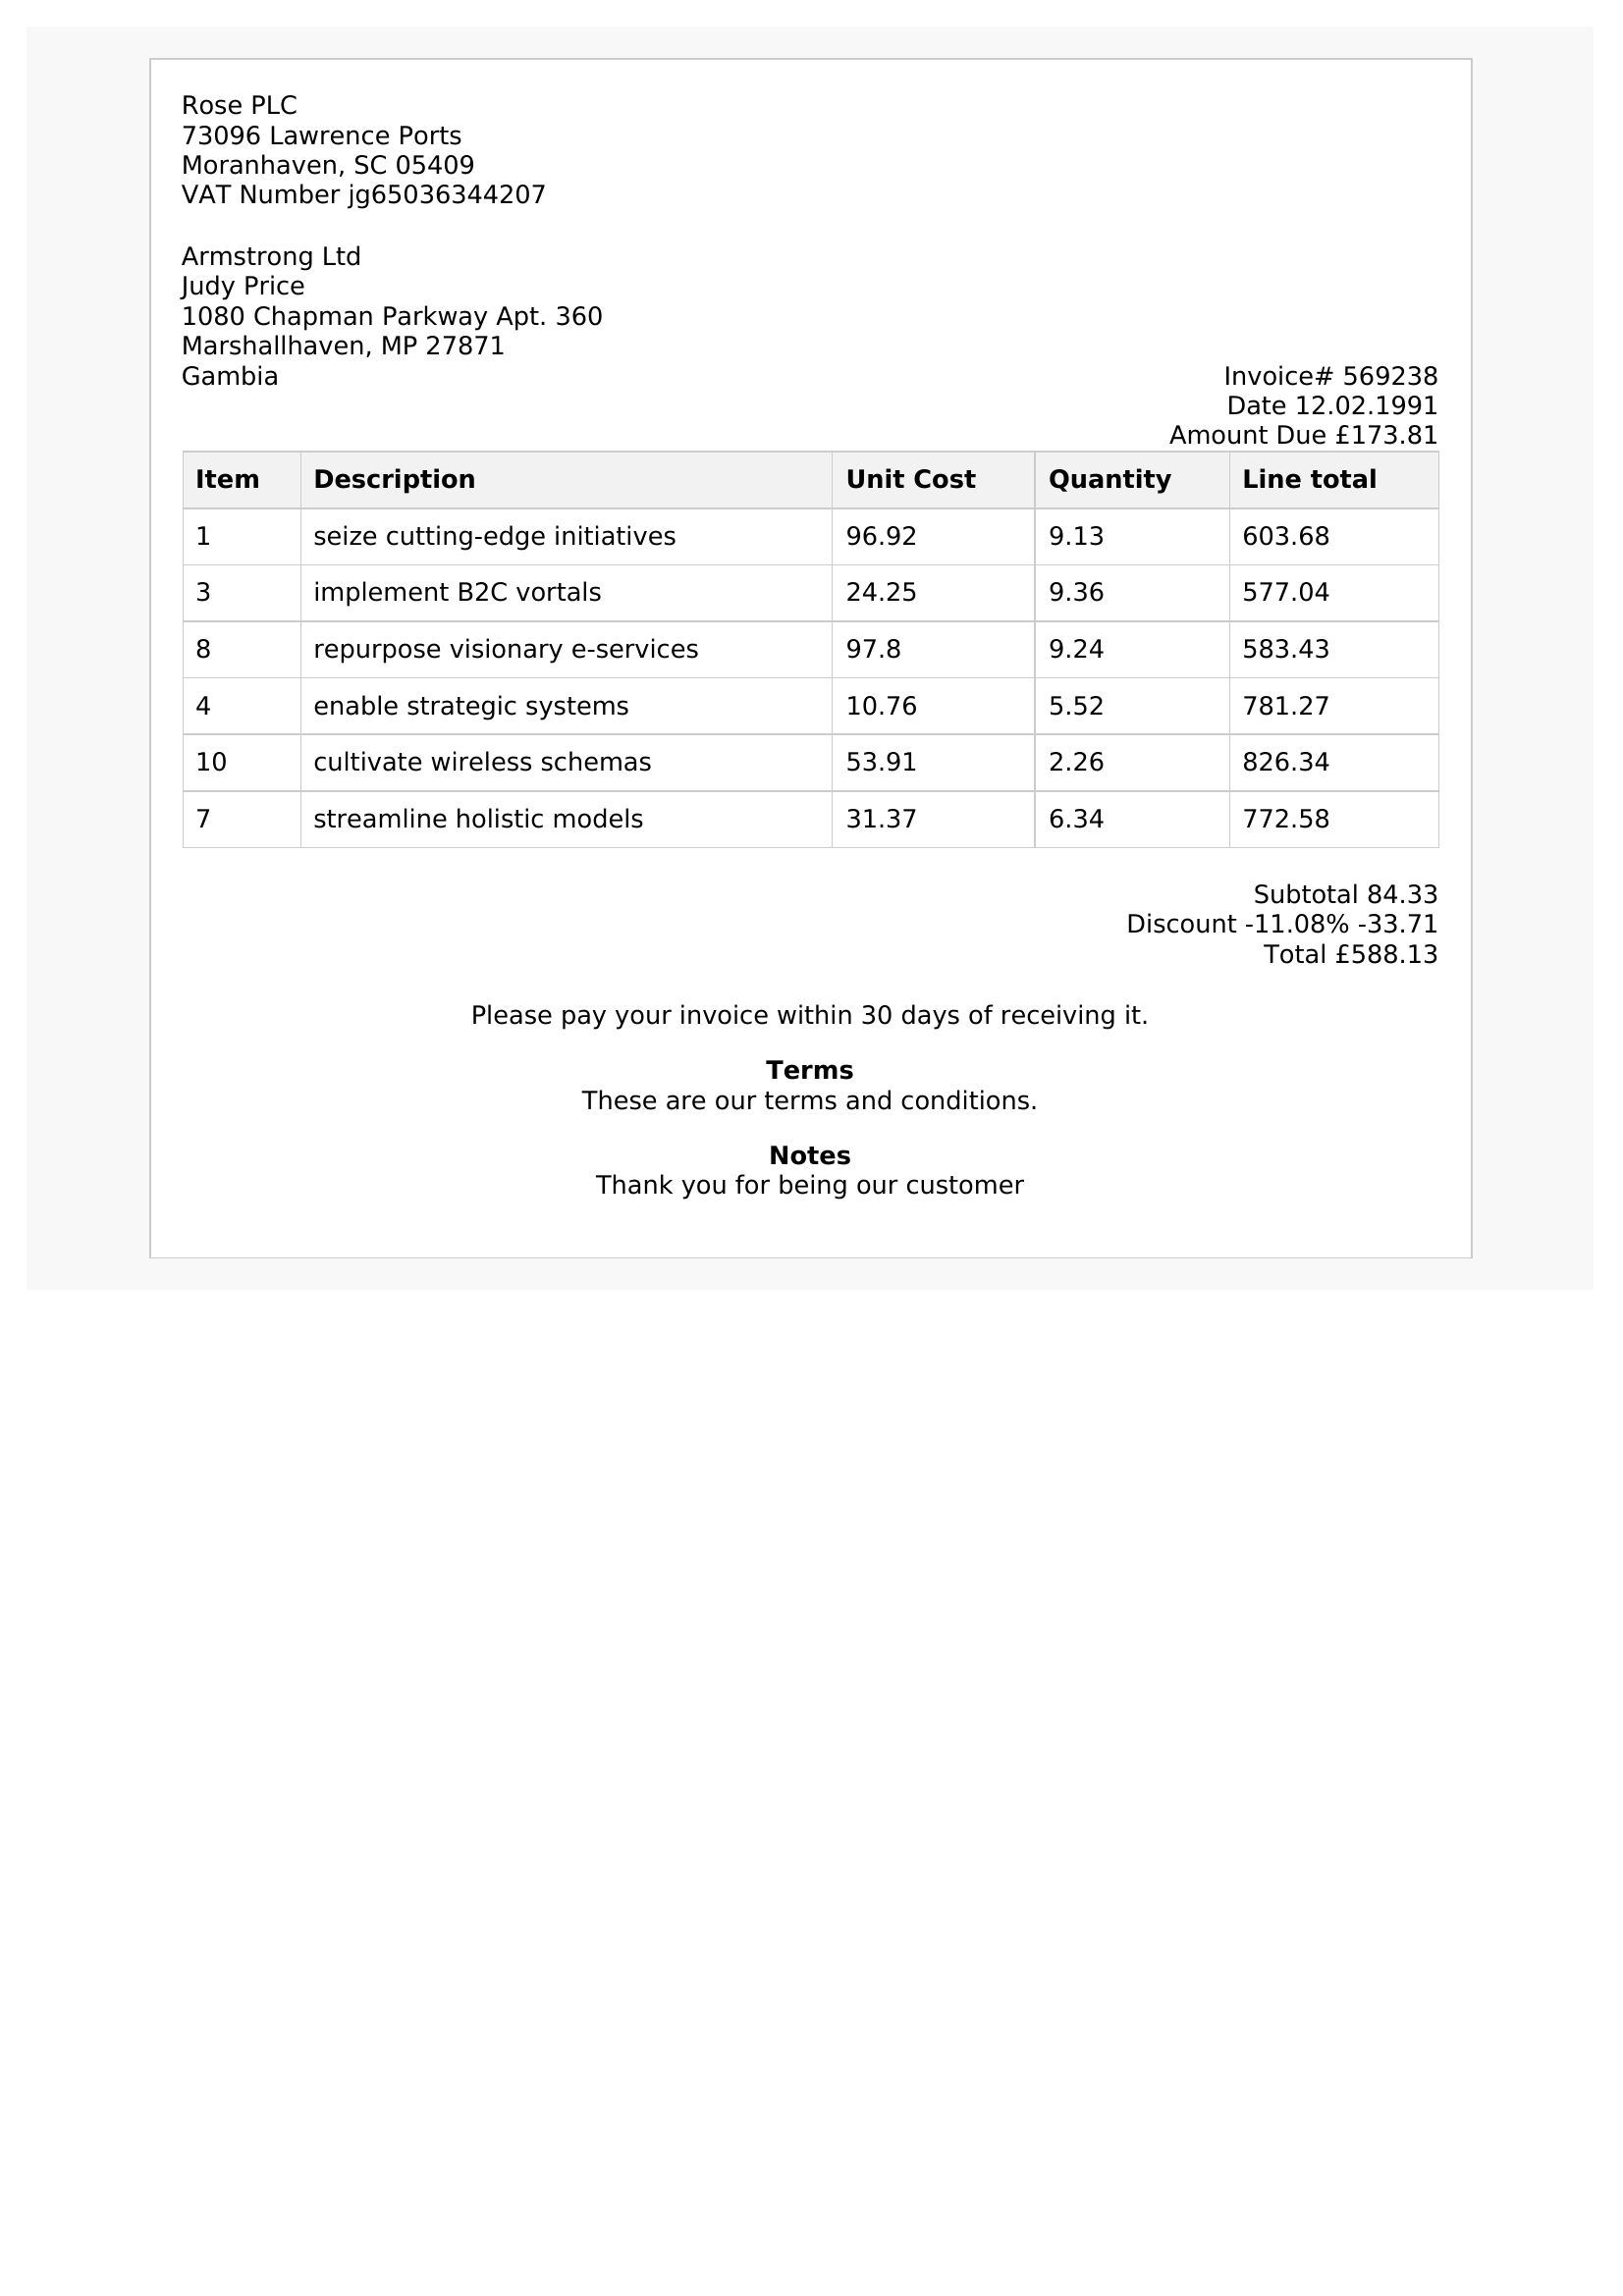 Rose PLC
73096 Lawrence Ports
Moranhaven, SC 05409
VAT Number jg65036344207
Armstrong Ltd
Judy Price
1080 Chapman Parkway Apt. 360
Marshallhaven, MP 27871
Gambia
Invoice# 569238
Date 12.02.1991
Amount Due £173.81
Item Description Unit Cost Quantity Line total
1 seize cutting-edge initiatives 96.92 9.13 603.68
3 implement B2C vortals 24.25 9.36 577.04
8 repurpose visionary e-services 97.8 9.24 583.43
4 enable strategic systems 10.76 5.52 781.27
10 cultivate wireless schemas 53.91 2.26 826.34
7 streamline holistic models 31.37 6.34 772.58
Subtotal 84.33
Discount -11.08% -33.71
Total £588.13
Please pay your invoice within 30 days of receiving it.
Terms
These are our terms and conditions.
Notes
Thank you for being our customer